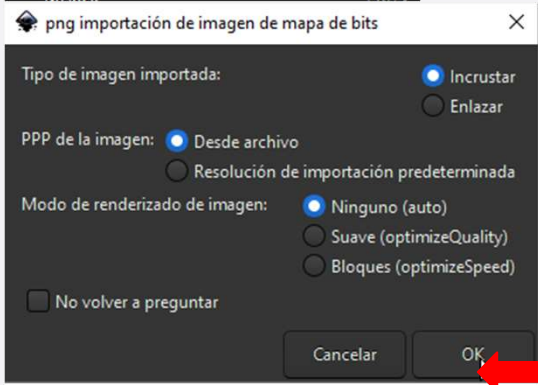 png importación de imagen de mapa de bits
Tipo de imagen importada:
Incrustar
Enlazar
PPP de la imagen:
Desde archivo
Resolución de importación predeterminada
Modo de renderizado de imagen:
Ninguno (auto)
Suave (optimizeQuality)
Bloques (optimizeSpeed)
No volver a preguntar
Cancelar
OK